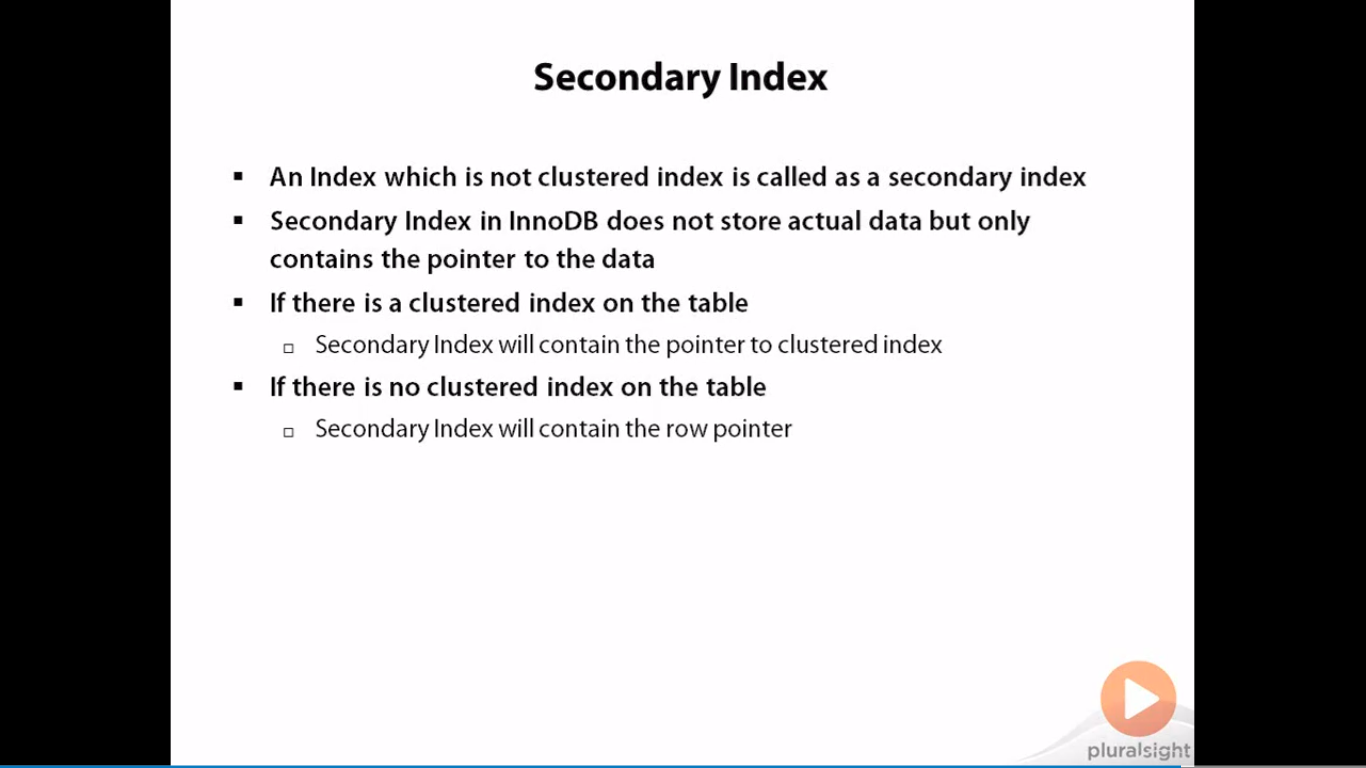 Secondary Index
▪ An Index which is not clustered index is called as a secondary index
▪ Secondary Index in InnoDB does not store actual data but only
contains the pointer to the data
▪ If there is a clustered index on the table
□ Secondary Index will contain the pointer to clustered index
▪ If there is no clustered index on the table
□ Secondary Index will contain the row pointer
pluralsight